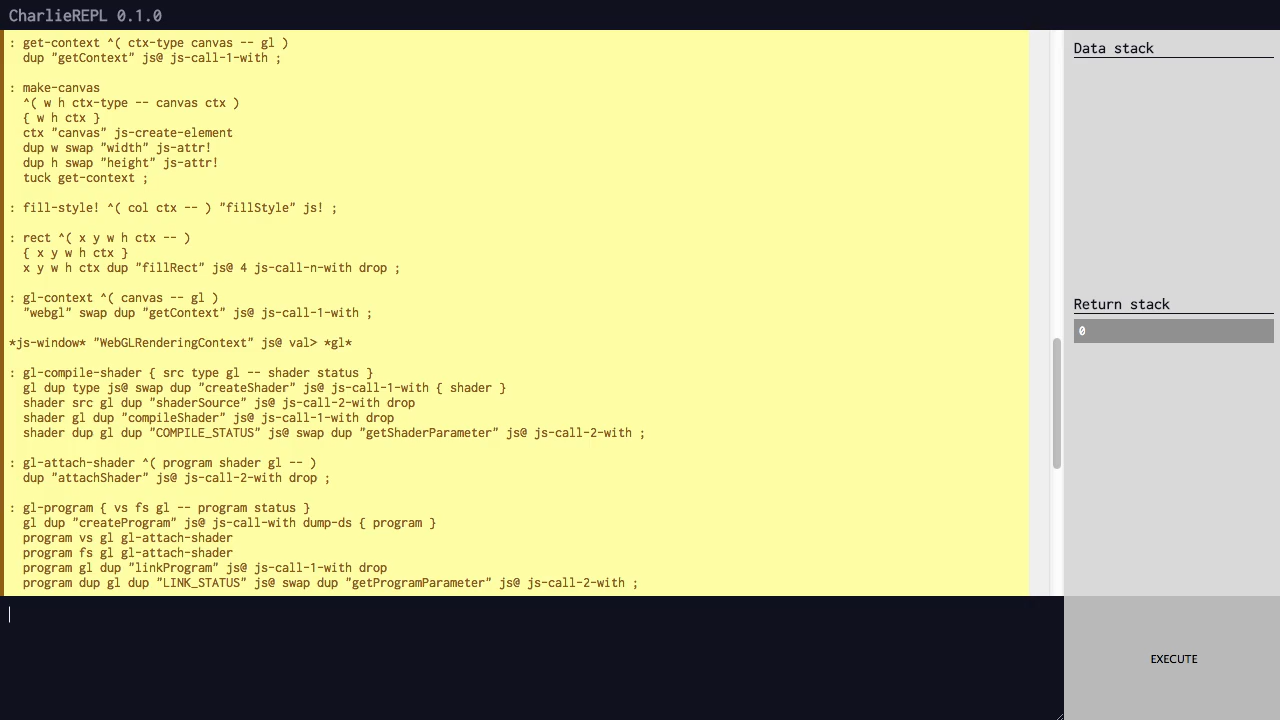 CharlieREPL 0.1.0
: get-context ^( ctx-type canvas -- gl )
  dup "getContext" js@ js-call-1-with ;
: make-canvas
  ^( w h ctx-type -- canvas ctx )
  { w h ctx }
  ctx "canvas" js-create-element
  dup w swap "width" js-attr!
  dup h swap "height" js-attr!
  tuck get-context ;
: fill-style! ^( col ctx -- ) "fillStyle" js! ;
: rect ^( x y w h ctx -- )
  { x y w h ctx }
  x y w h ctx dup "fillRect" js@ 4 js-call-n-with drop ;
: gl-context ^( canvas -- gl )
  "webgl" swap dup "getContext" js@ js-call-1-with ;
*js-window* "WebGLRenderingContext" js@ val> *gl*
: gl-compile-shader { src type gl -- shader status }
  gl dup type js@ swap dup "createShader" js@ js-call-1-with { shader }
  shader src gl dup "shaderSource" js@ js-call-2-with drop
  shader gl dup "compileShader" js@ js-call-1-with drop
  shader dup gl dup "COMPILE_STATUS" js@ swap dup "getShaderParameter" js@ js-call-2-with ;
: gl-attach-shader ^( program shader gl -- )
  dup "attachShader" js@ js-call-2-with drop ;
: gl-program { vs fs gl -- program status }
  gl dup "createProgram" js@ js-call-with dump-ds { program }
  program vs gl gl-attach-shader
  program fs gl gl-attach-shader
  program gl dup "linkProgram" js@ js-call-1-with drop
  program dup gl dup "LINK_STATUS" js@ swap dup "getProgramParameter" js@ js-call-2-with ;
Data stack
Return stack
0
EXECUTE